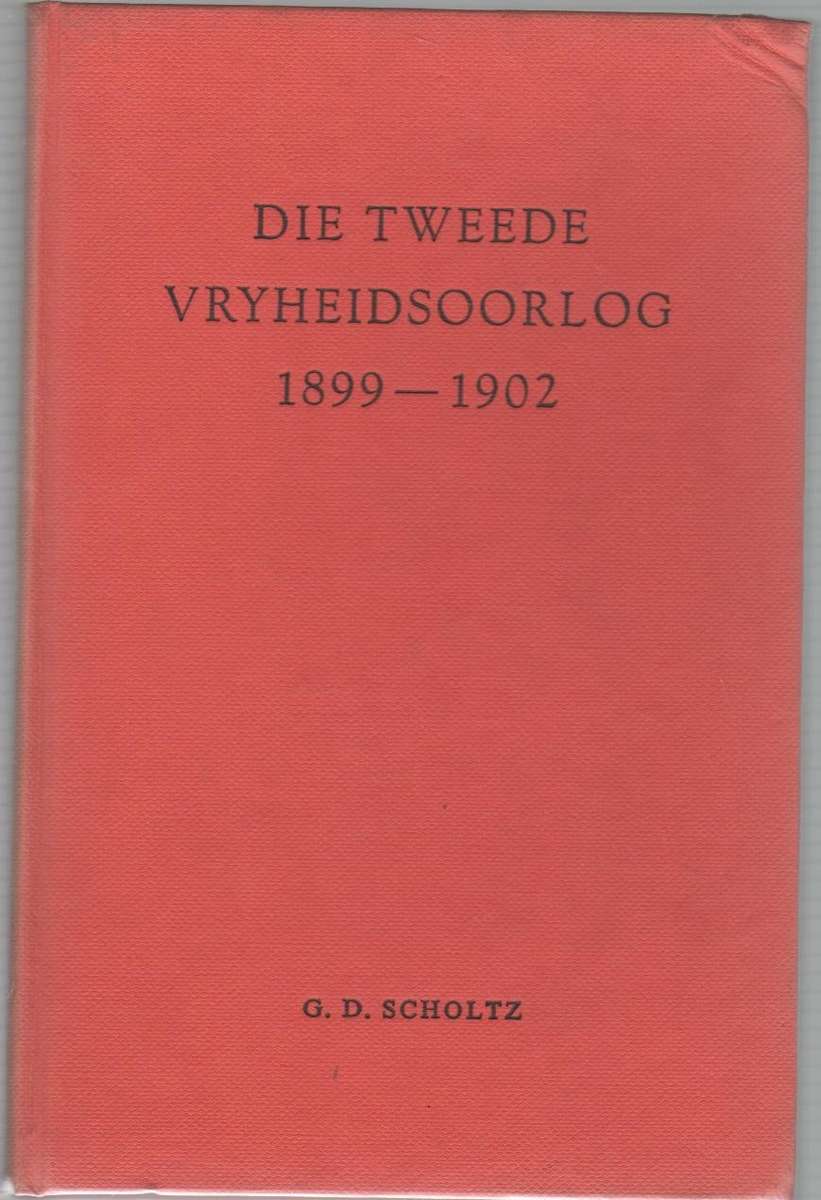 DIE TWEEDE
VRYHEIDSOORLOG
1899 — 1902
G. D. SCHOLTZ